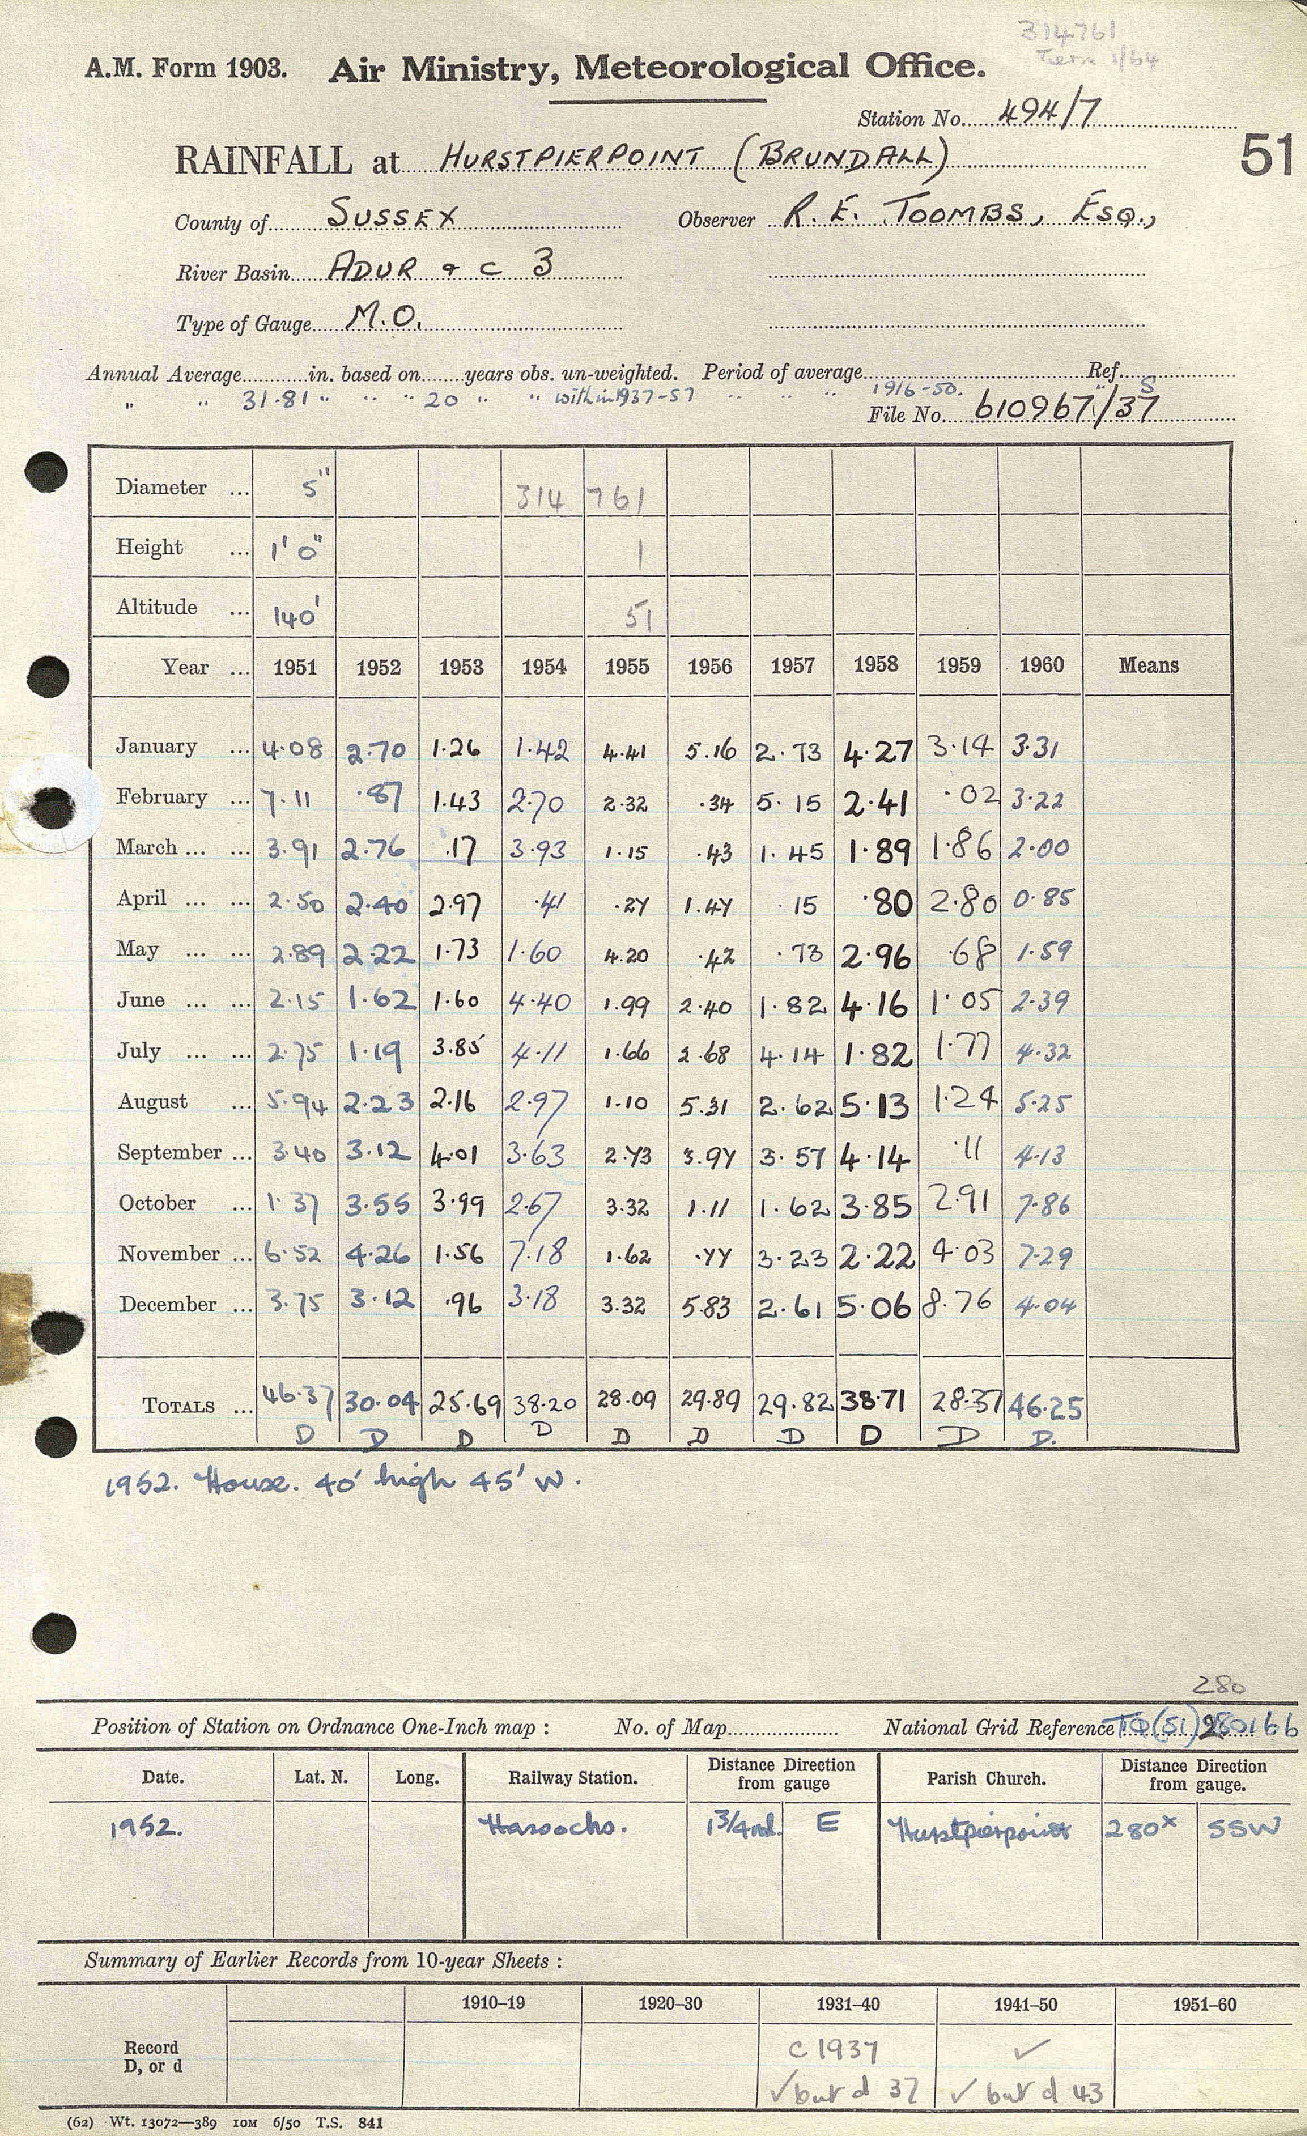 314761
A.M. Form 1903. Air Ministry, Meteorological Office.
Station No. 494/7
RAINFALL at HURSTPIERPOINT (BRUNDALL)
51
County of SUSSEX Observer R. E. TOOMBS, ESQ.,
River Basin ADUR & C 3
Type of Gauge M.O.
Annual Average in. based on years obs. un-weighted. Period of average Ref.
" " 31.81 " " " 20 " " within 1937-57 " " " 1916-50. " S
File No. 610967/37
Diameter ... 5" 314 761
Height ... 1' 0" 1
Altitude ... 140' 51
Year ... 1951 1952 1953 1954 1955 1956 1957 1958 1959 1960 Means
January ... 4.08 2.70 1.26 1.42 4.41 5.16 2.73 4.27 3.14 3.31
February ... 7.11 .87 1.43 2.70 2.32 .34 5.15 2.41 .02 3.22
March ... ... 3.91 2.76 .17 3.93 1.15 .43 1.45 1.89 1.86 2.00
April ... ... 2.50 2.40 2.97 .41 .27 1.47 15 .80 2.80 0.85
May ... ... 2.89 2.22 1.73 1.60 4.20 .42 .73 2.96 .68 1.59
June ... ... 2.15 1.62 1.60 4.40 1.99 2.40 1.82 4.16 1.05 2.39
July ... ... 2.75 1.19 3.85 4.11 1.66 2.68 4.14 1.82 1.77 4.32
August ... 5.94 2.23 2.16 2.97 1.10 5.31 2.62 5.13 1.24 5.25
September ... 3.40 3.12 4.01 3.63 2.73 3.97 3.57 4.14 .11 4.13
October ... 1.37 3.55 3.99 2.67 3.32 1.11 1.62 3.85 2.91 7.86
November ... 6.52 4.26 1.56 7.18 1.62 .77 3.23 2.22 4.03 7.29
December ... 3.75 3.12 .96 3.18 3.32 5.83 2.61 5.06 8.76 4.04
TOTALS ... 46.37 30.04 25.69 38.20 28.09 29.89 29.82 38.71 28.37 46.25
D D D D D D D D D D.
1952. House. 40' high 45' W.
280
Position of Station on Ordnance One-Inch map : No. of Map National Grid Reference TQ(51) 280166
Date. Lat. N. Long. Railway Station. Distance Direction from gauge Parish Church. Distance Direction from gauge.
1952. Hassocks. 1 3/4 ml. E Hurstpierpoint 280x SSW
Summary of Earlier Records from 10-year Sheets :
1910–19 1920–30 1931–40 1941–50 1951–60
Record D, or d
c 1937 ✓
✓ but d 37 ✓ but d 43
(62) Wt. 13072—389 10M 6/50 T.S. 841